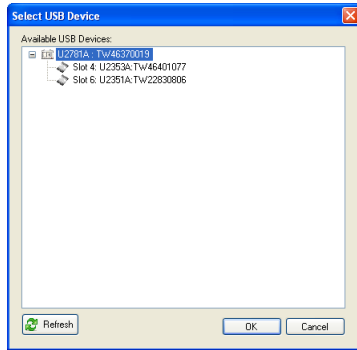 Select USB Device
Available USB Devices:
U2781A : TW46370019
Slot 4: U2353A:TW46401077
Slot 6: U2351A:TW22830806
Refresh
OK
Cancel